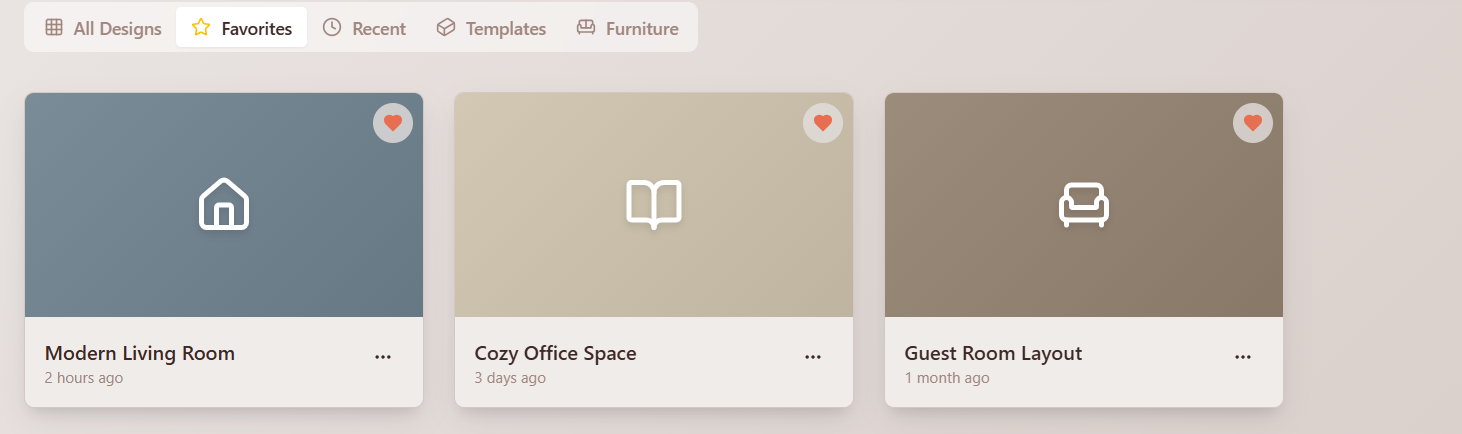 All Designs
Favorites
Recent
Templates
Furniture
Modern Living Room
2 hours ago
Cozy Office Space
3 days ago
Guest Room Layout
1 month ago